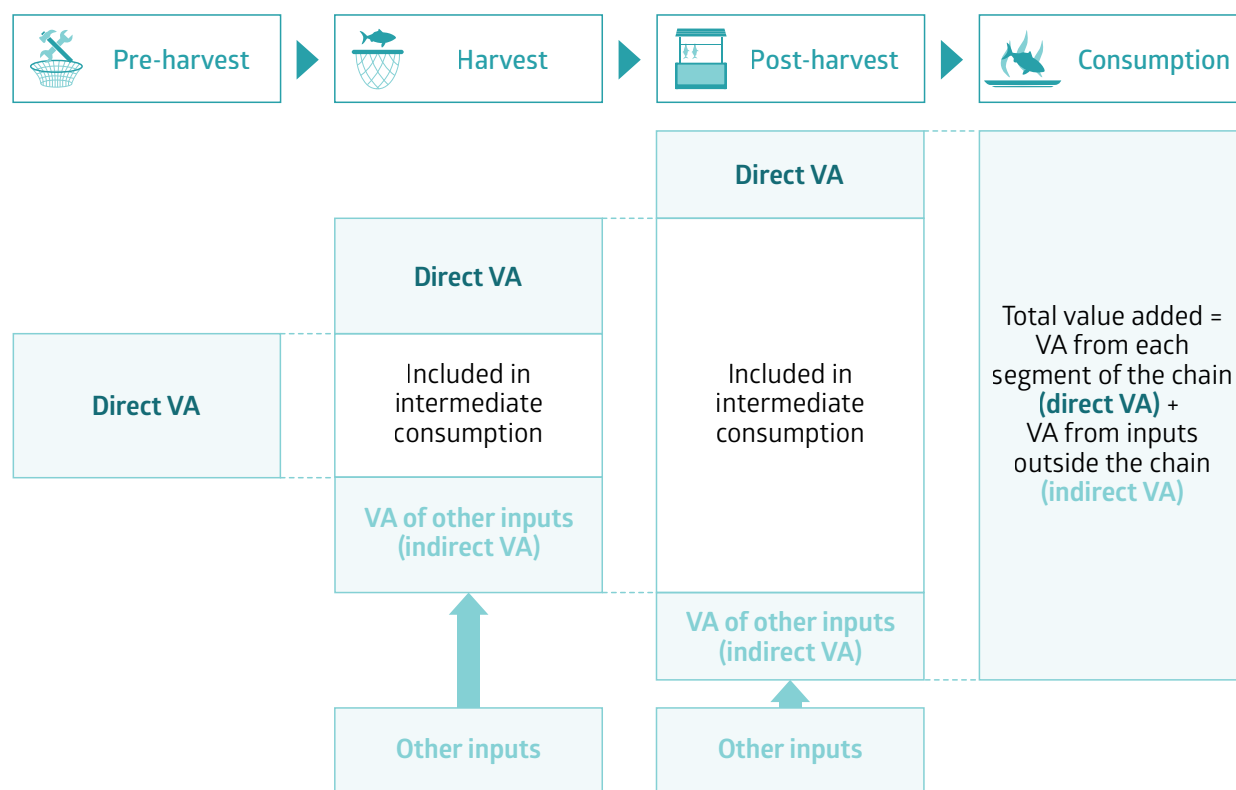 Pre-harvest
Harvest
Post-harvest
Consumption
Direct VA
Direct VA
Included in
intermediate
consumption
VA of other inputs
(indirect VA)
Other inputs
Direct VA
Included in
intermediate
consumption
VA of other inputs
(indirect VA)
Other inputs
Total value added =
VA from each
segment of the chain
(direct VA) +
VA from inputs
outside the chain
(indirect VA)